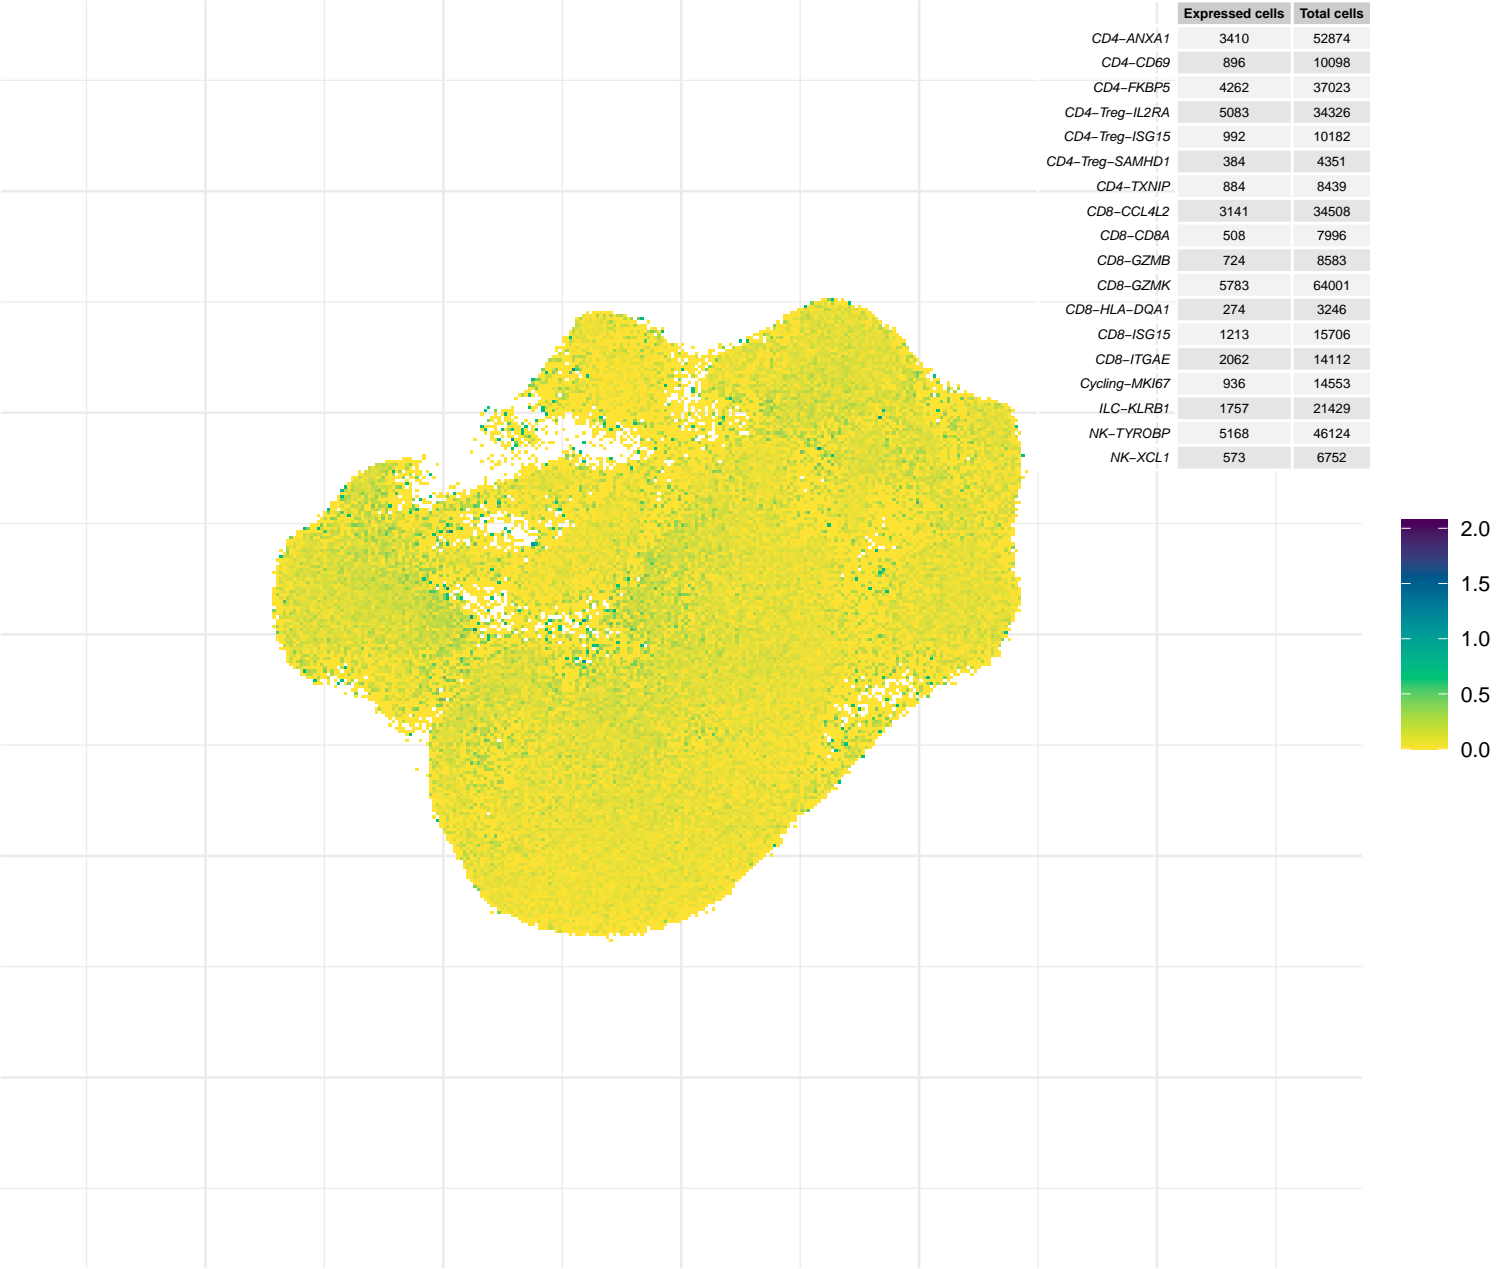 Expressed cells Total cells
CD4−ANXA1 3410 52874
CD4−CD69 896 10098
CD4−FKBP5 4262 37023
CD4−Treg−IL2RA 5083 34326
CD4−Treg−ISG15 992 10182
CD4−Treg−SAMHD1 384 4351
CD4−TXNIP 884 8439
CD8−CCL4L2 3141 34508
CD8−CD8A 508 7996
CD8−GZMB 724 8583
CD8−GZMK 5783 64001
CD8−HLA−DQA1 274 3246
CD8−ISG15 1213 15706
CD8−ITGAE 2062 14112
Cycling−MKI67 936 14553
ILC−KLRB1 1757 21429
NK−TYROBP 5168 46124
NK−XCL1 573 6752
2.0
1.5
1.0
0.5
0.0